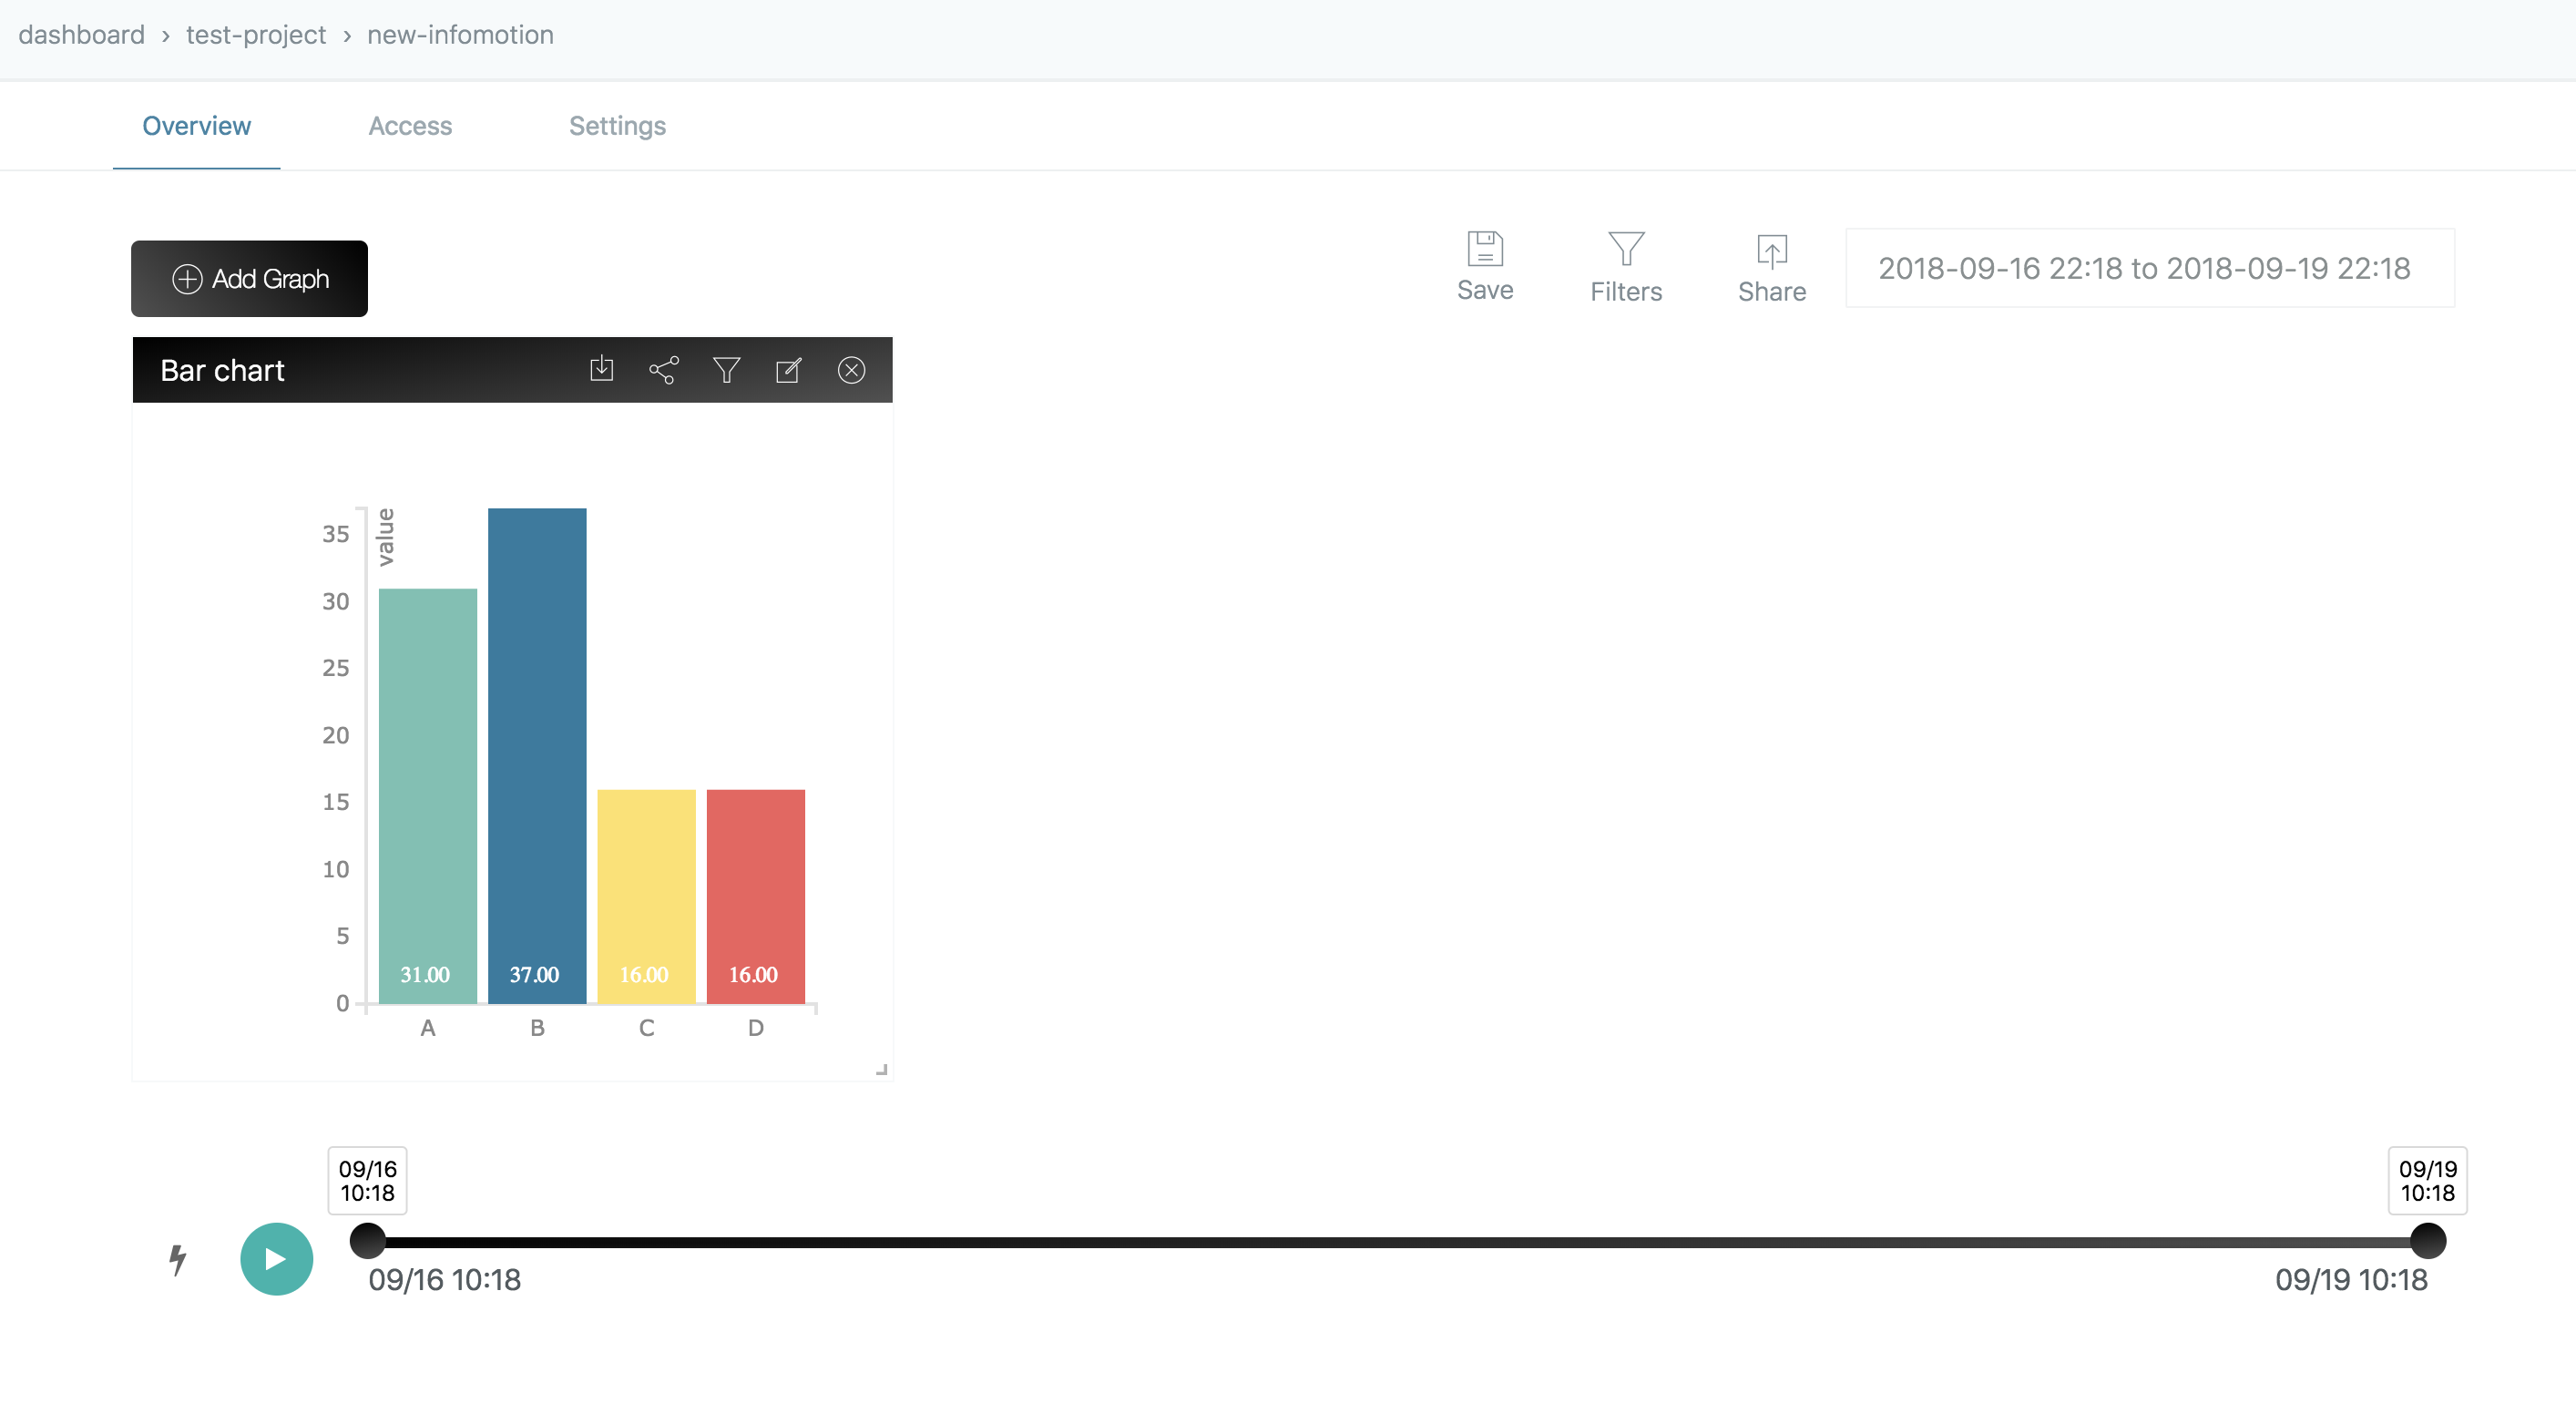 dashboard › test-project › new-infomotion
Overview Access Settings
Add Graph
Save Filters Share 2018-09-16 22:18 to 2018-09-19 22:18
Bar chart
value
35
30
25
20
15
10
5
0
31.00 37.00 16.00 16.00
A B C D
09/16
10:18
09/19
10:18
09/16 10:18 09/19 10:18